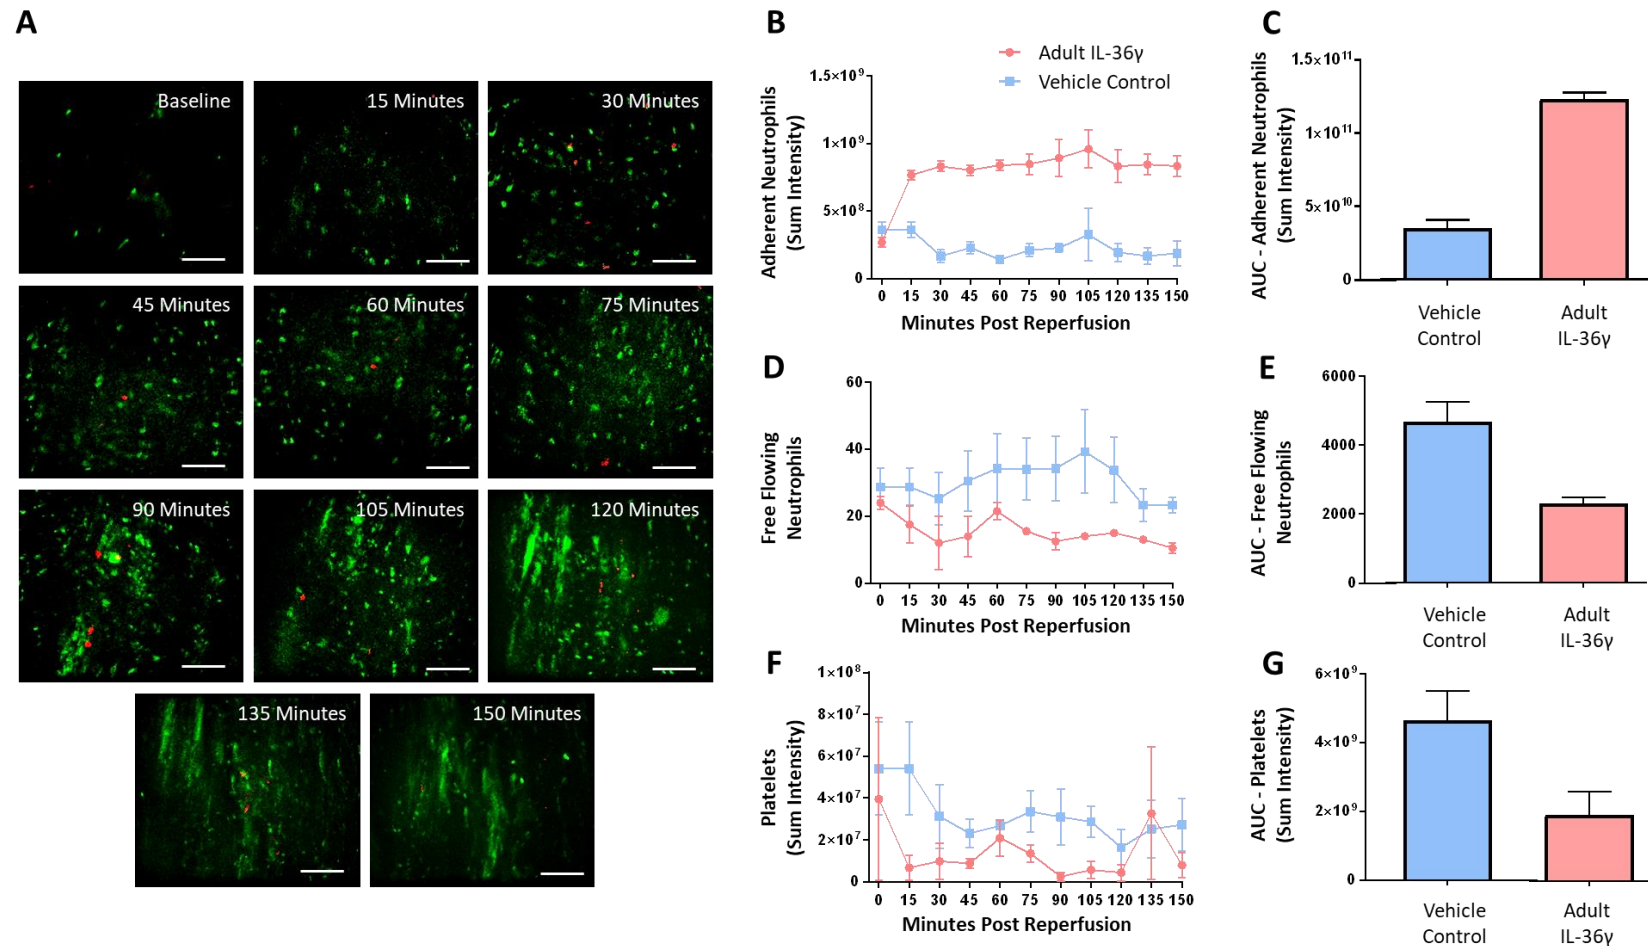 A
Baseline
15 Minutes
30 Minutes
45 Minutes
60 Minutes
75 Minutes
90 Minutes
105 Minutes
120 Minutes
135 Minutes
150 Minutes
B
Adult IL-36γ
Vehicle Control
Adherent Neutrophils
(Sum Intensity)
1.5×10⁹
1×10⁹
5×10⁸
0
0 15 30 45 60 75 90 105 120 135 150
Minutes Post Reperfusion
C
AUC - Adherent Neutrophils
(Sum Intensity)
1.5×10¹¹
1×10¹¹
5×10¹⁰
0
Vehicle
Control
Adult
IL-36γ
D
Free Flowing
Neutrophils
60
40
20
0
0 15 30 45 60 75 90 105 120 135 150
Minutes Post Reperfusion
E
AUC - Free Flowing
Neutrophils
6000
4000
2000
0
Vehicle
Control
Adult
IL-36γ
F
Platelets
(Sum Intensity)
1×10⁸
8×10⁷
6×10⁷
4×10⁷
2×10⁷
0
0 15 30 45 60 75 90 105 120 135 150
Minutes Post Reperfusion
G
AUC - Platelets
(Sum Intensity)
6×10⁹
4×10⁹
2×10⁹
0
Vehicle
Control
Adult
IL-36γ